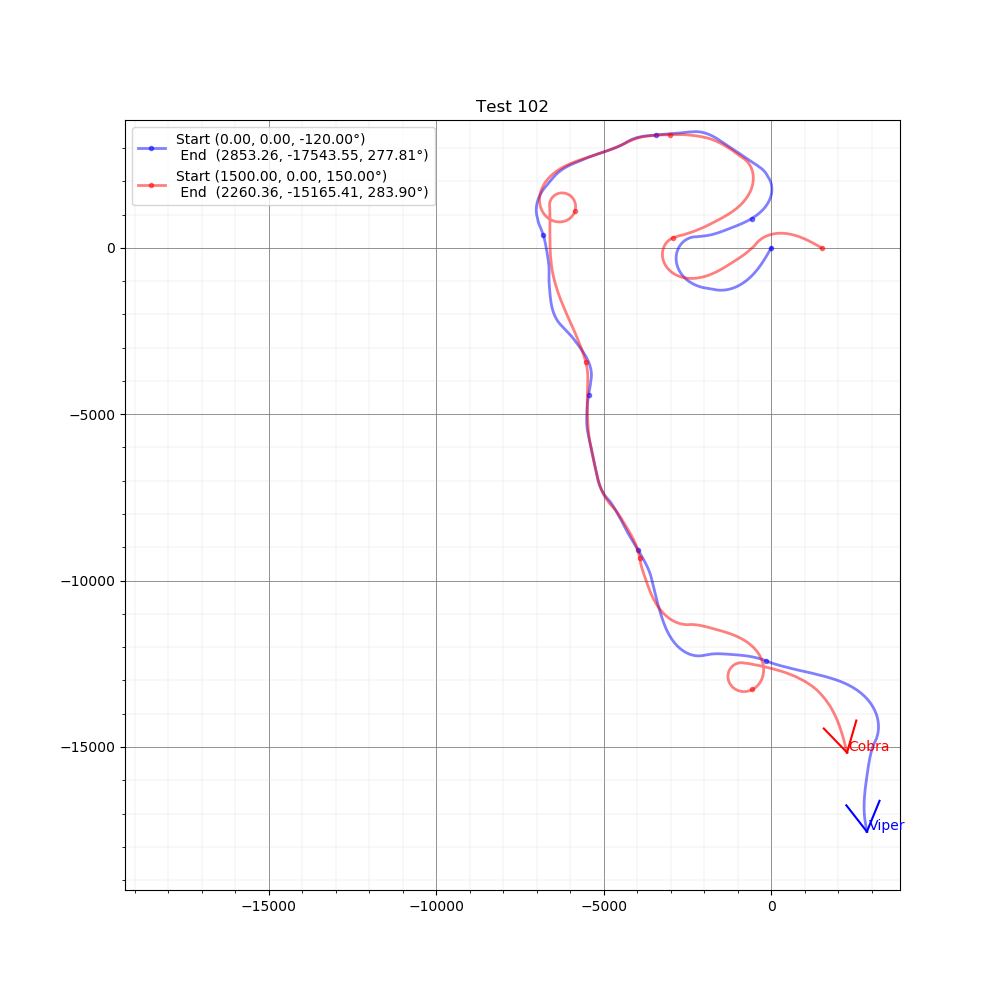 Test 102
Start (0.00, 0.00, -120.00°)
End (2853.26, -17543.55, 277.81°)
Start (1500.00, 0.00, 150.00°)
End (2260.36, -15165.41, 283.90°)
0
−5000
−10000
−15000
Cobra
Viper
−15000 −10000 −5000 0